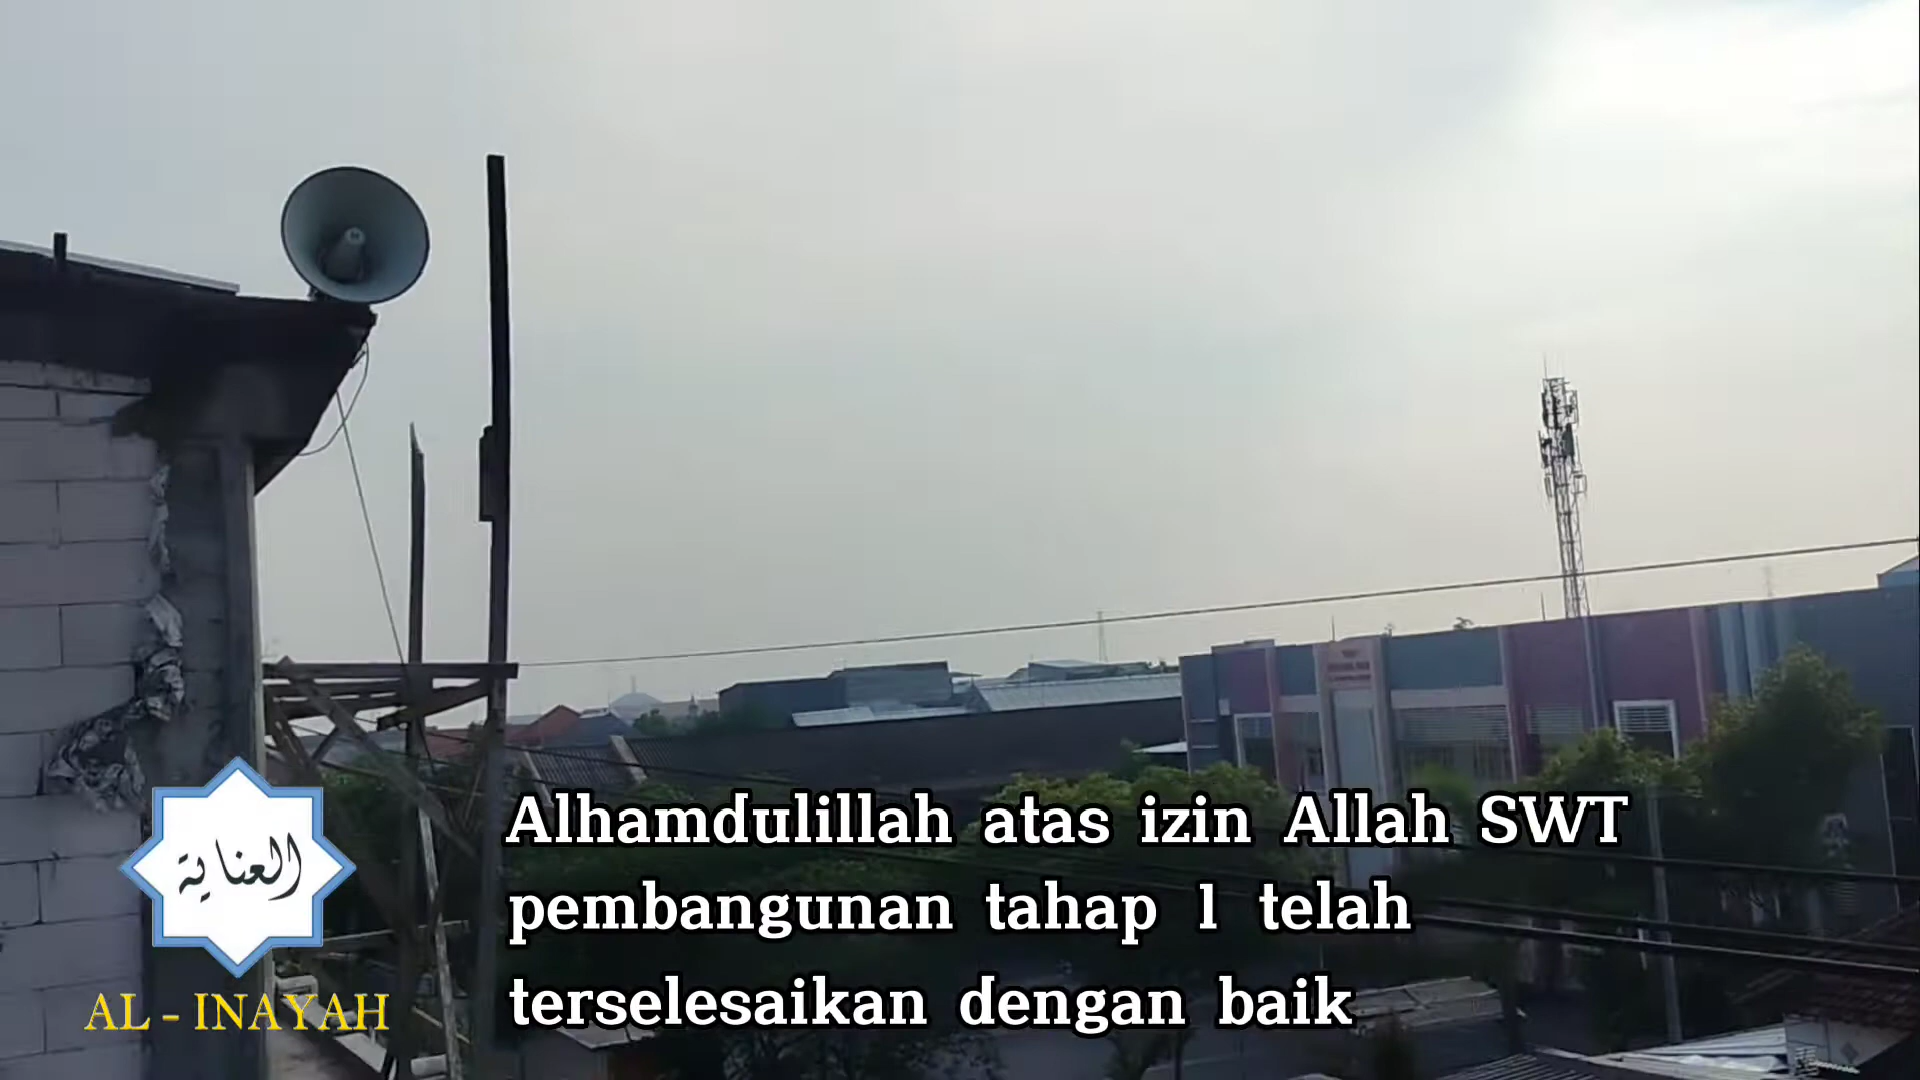 العناية
AL - INAYAH
Alhamdulillah atas izin Allah SWT
pembangunan tahap 1 telah
terselesaikan dengan baik